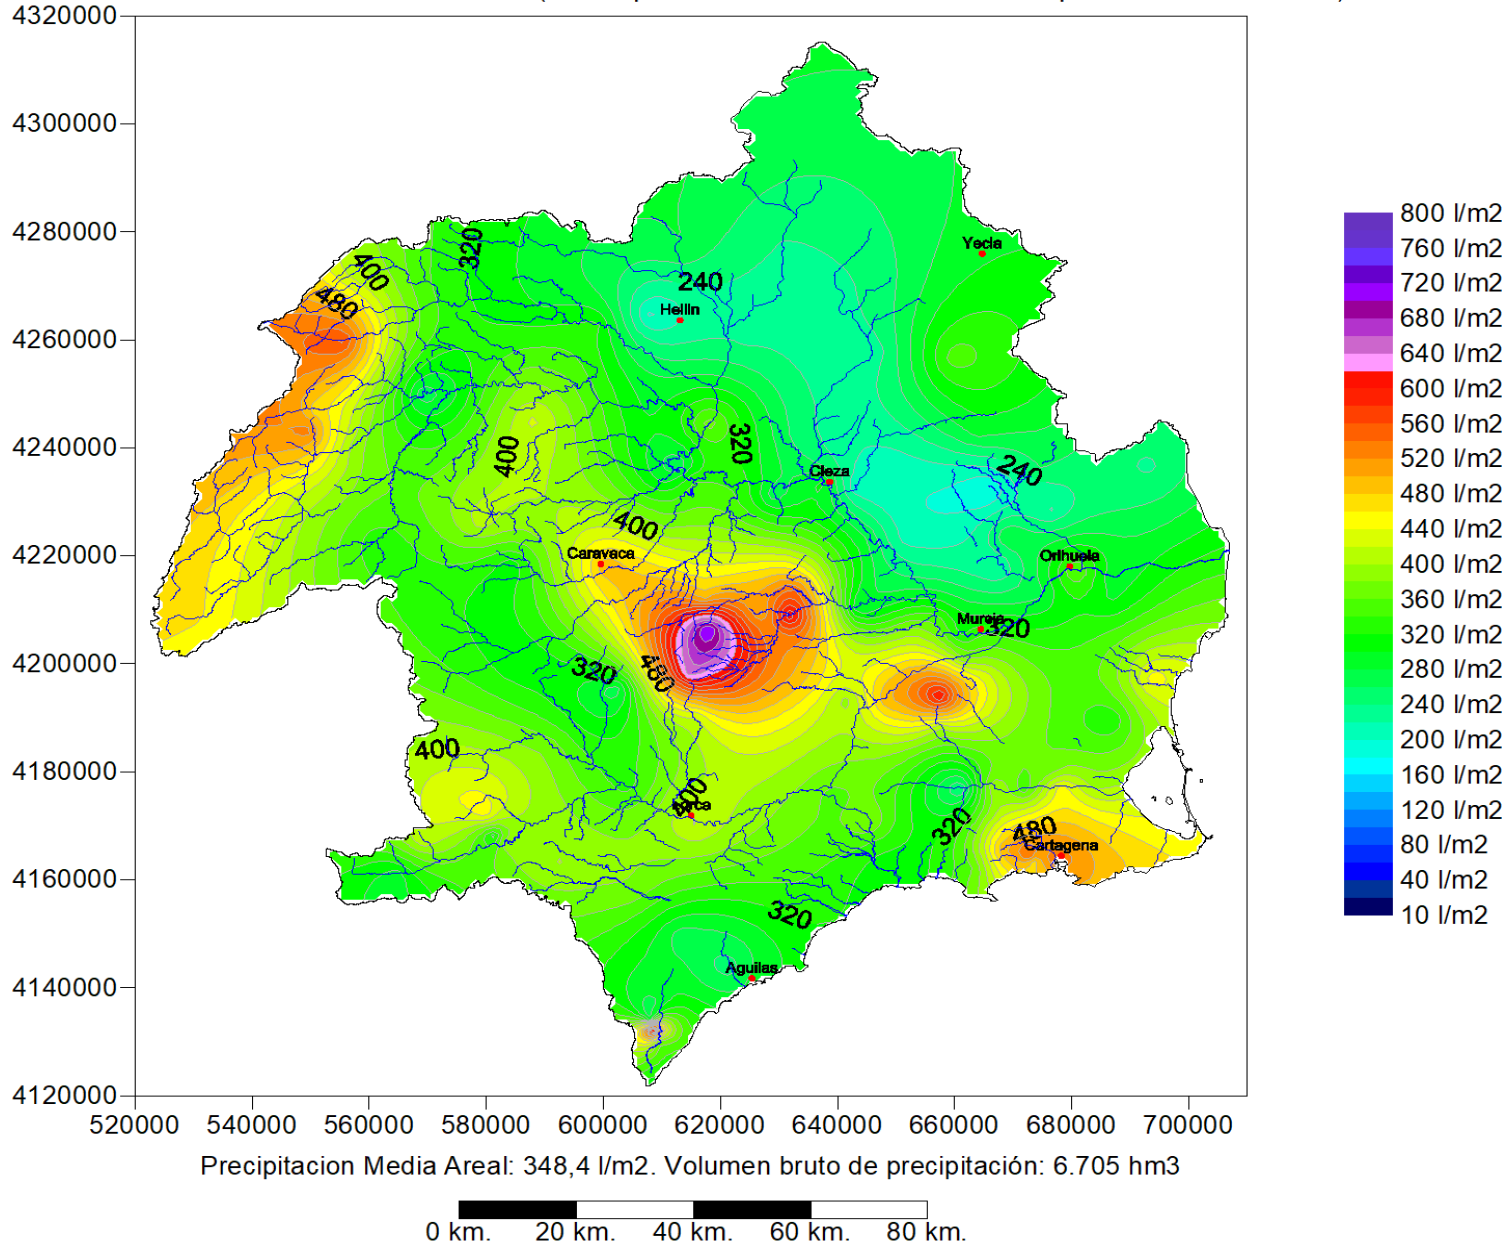 4320000
4300000
4280000
4260000
4240000
4220000
4200000
4180000
4160000
4140000
4120000
520000 540000 560000 580000 600000 620000 640000 660000 680000 700000
320
400
480
240
Hellin
Yecla
400
320
Cieza
240
400
Caravaca
Orihuela
Murcia
320
320
480
400
400
Lorca
320
480
Cartagena
320
Aguilas
800 l/m2
760 l/m2
720 l/m2
680 l/m2
640 l/m2
600 l/m2
560 l/m2
520 l/m2
480 l/m2
440 l/m2
400 l/m2
360 l/m2
320 l/m2
280 l/m2
240 l/m2
200 l/m2
160 l/m2
120 l/m2
80 l/m2
40 l/m2
10 l/m2
Precipitacion Media Areal: 348,4 l/m2. Volumen bruto de precipitación: 6.705 hm3
0 km. 20 km. 40 km. 60 km. 80 km.